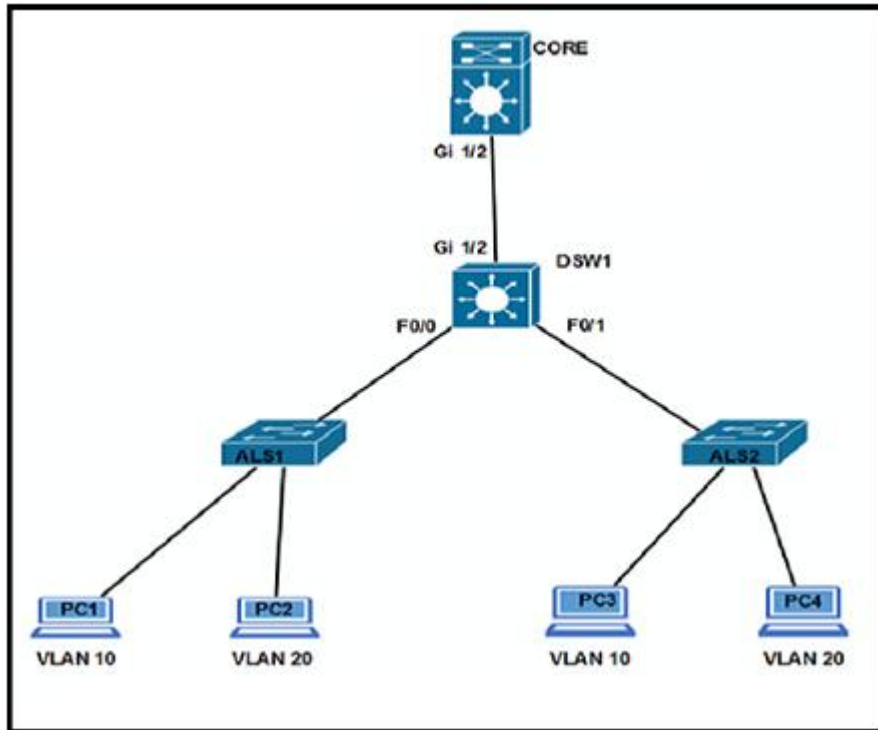 CORE
Gi 1/2
Gi 1/2
DSW1
F0/0
F0/1
ALS1
ALS2
PC1
PC2
PC3
PC4
VLAN 10
VLAN 20
VLAN 10
VLAN 20